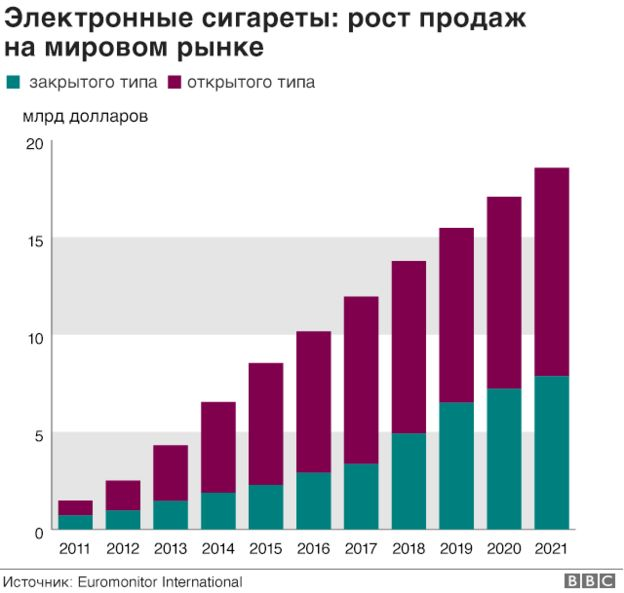 Электронные сигареты: рост продаж
на мировом рынке
закрытого типа открытого типа
млрд долларов
20
15
10
5
0
2011 2012 2013 2014 2015 2016 2017 2018 2019 2020 2021
Источник: Euromonitor International BBC